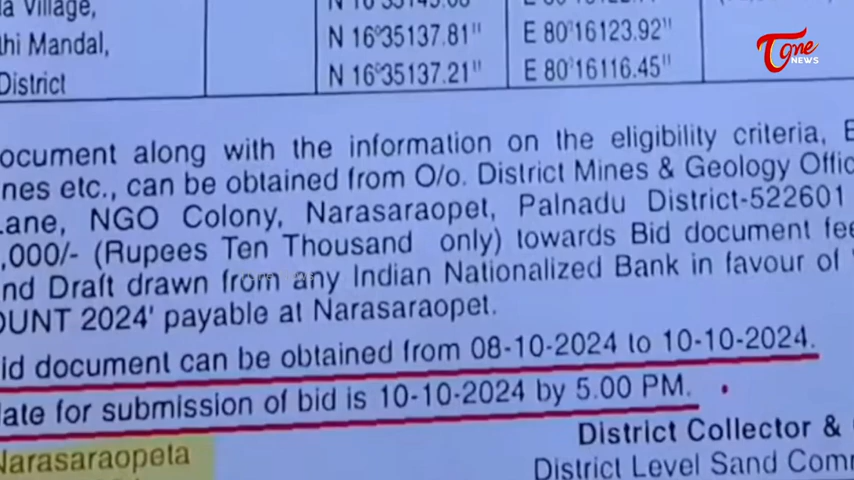 la Village,
hi Mandal,
N 16°35137.81" E 80°16123.92"
District
N 16°35137.21" E 80°16116.45"
Tone
NEWS
ocument along with the information on the eligibility criteria,
nes etc., can be obtained from O/o. District Mines & Geology Offic
Lane, NGO Colony, Narasaraopet, Palnadu District-522601
,000/- (Rupees Ten Thousand only) towards Bid document fee
nd Draft drawn from any Indian Nationalized Bank in favour of
OUNT 2024' payable at Narasaraopet.
id document can be obtained from 08-10-2024 to 10-10-2024.
late for submission of bid is 10-10-2024 by 5.00 PM.
District Collector &
Narasaraopeta
District Level Sand Com